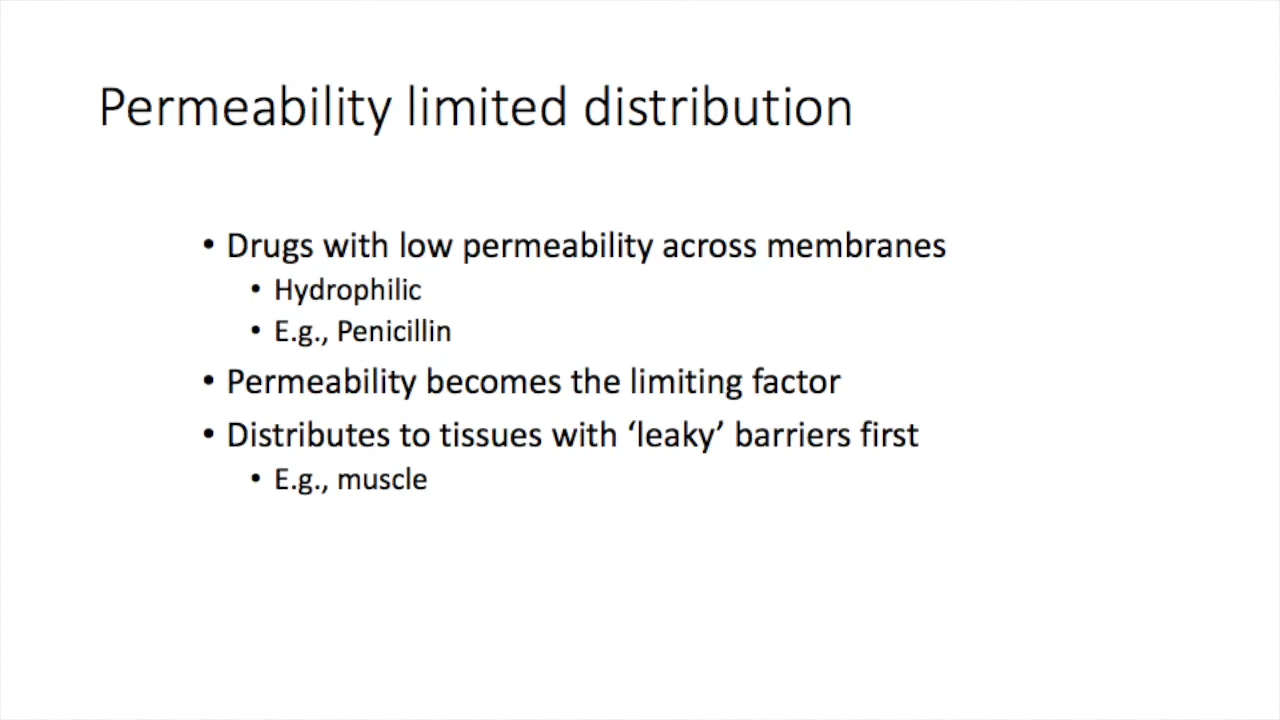 Permeability limited distribution
• Drugs with low permeability across membranes
• Hydrophilic
• E.g., Penicillin
• Permeability becomes the limiting factor
• Distributes to tissues with ‘leaky’ barriers first
• E.g., muscle